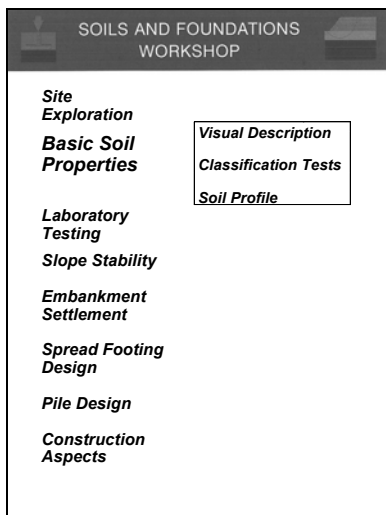 SOILS AND FOUNDATIONS
WORKSHOP
Site
Exploration
Basic Soil
Properties
Visual Description
Classification Tests
Soil Profile
Laboratory
Testing
Slope Stability
Embankment
Settlement
Spread Footing
Design
Pile Design
Construction
Aspects